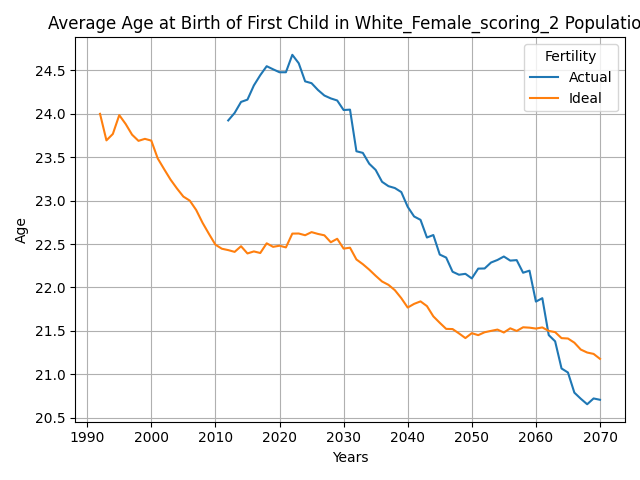 Average Age at Birth of First Child in White_Female_scoring_2 Populatio
Fertility
Actual
Ideal
24.5
24.0
23.5
23.0
22.5
22.0
21.5
21.0
20.5
Age
1990 2000 2010 2020 2030 2040 2050 2060 2070
Years